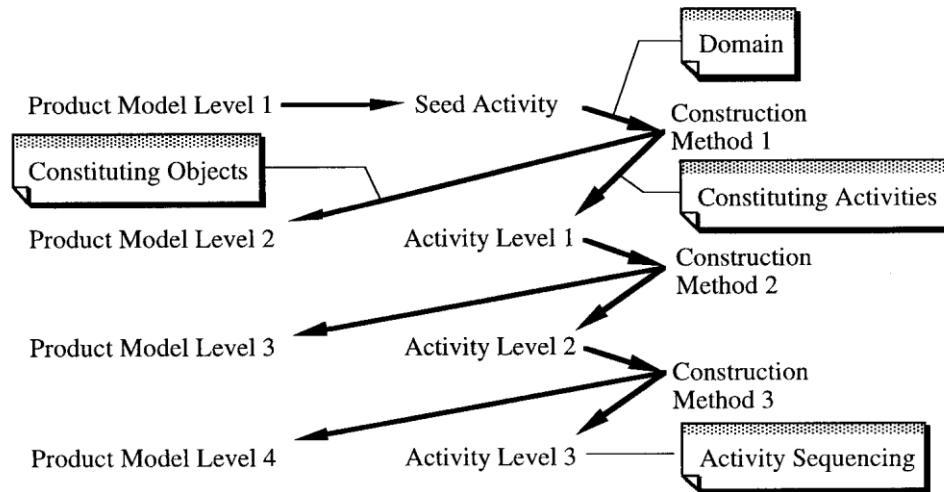 Domain
Product Model Level 1
Seed Activity
Construction
Method 1
Constituting Objects
Constituting Activities
Product Model Level 2
Activity Level 1
Construction
Method 2
Product Model Level 3
Activity Level 2
Construction
Method 3
Product Model Level 4
Activity Level 3
Activity Sequencing